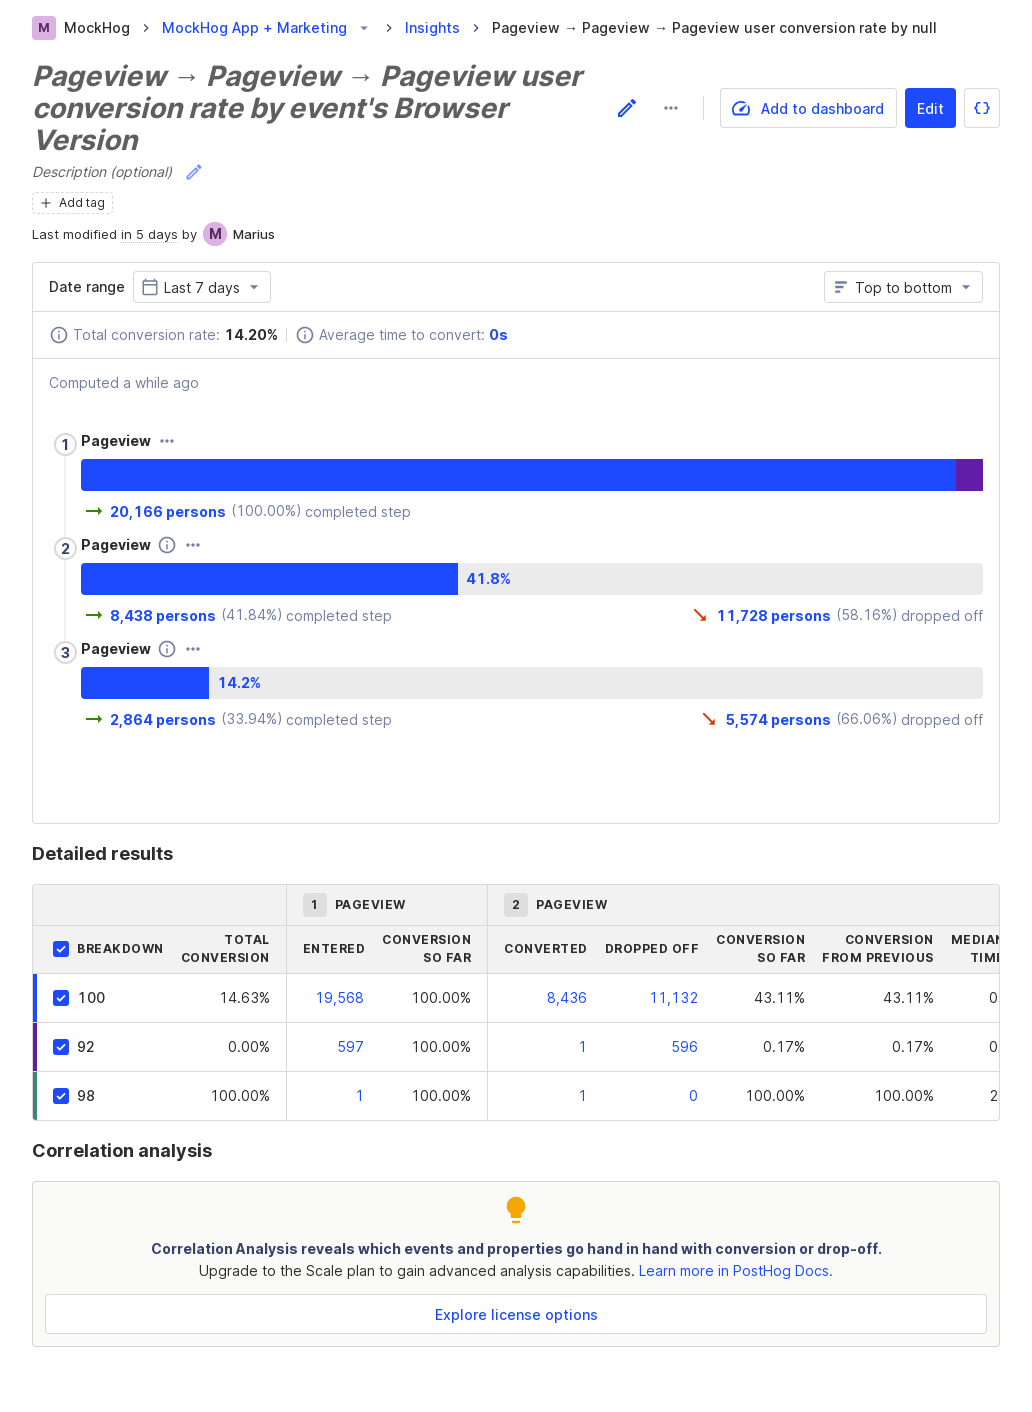 M MockHog MockHog App + Marketing Insights Pageview → Pageview → Pageview user conversion rate by null
Pageview → Pageview → Pageview user
conversion rate by event's Browser
Version
Add to dashboard
Edit
Description (optional)
Add tag
Last modified in 5 days by M Marius
Date range Last 7 days Top to bottom
Total conversion rate: 14.20% Average time to convert: 0s
Computed a while ago
1 Pageview
20,166 persons (100.00%) completed step
2 Pageview
41.8%
8,438 persons (41.84%) completed step 11,728 persons (58.16%) dropped off
3 Pageview
14.2%
2,864 persons (33.94%) completed step 5,574 persons (66.06%) dropped off
Detailed results
1 PAGEVIEW 2 PAGEVIEW
BREAKDOWN TOTAL CONVERSION ENTERED CONVERSION SO FAR CONVERTED DROPPED OFF CONVERSION SO FAR CONVERSION FROM PREVIOUS MEDIAN TIM
100 14.63% 19,568 100.00% 8,436 11,132 43.11% 43.11% 0
92 0.00% 597 100.00% 1 596 0.17% 0.17% 0
98 100.00% 1 100.00% 1 0 100.00% 100.00% 2
Correlation analysis
Correlation Analysis reveals which events and properties go hand in hand with conversion or drop-off.
Upgrade to the Scale plan to gain advanced analysis capabilities. Learn more in PostHog Docs.
Explore license options